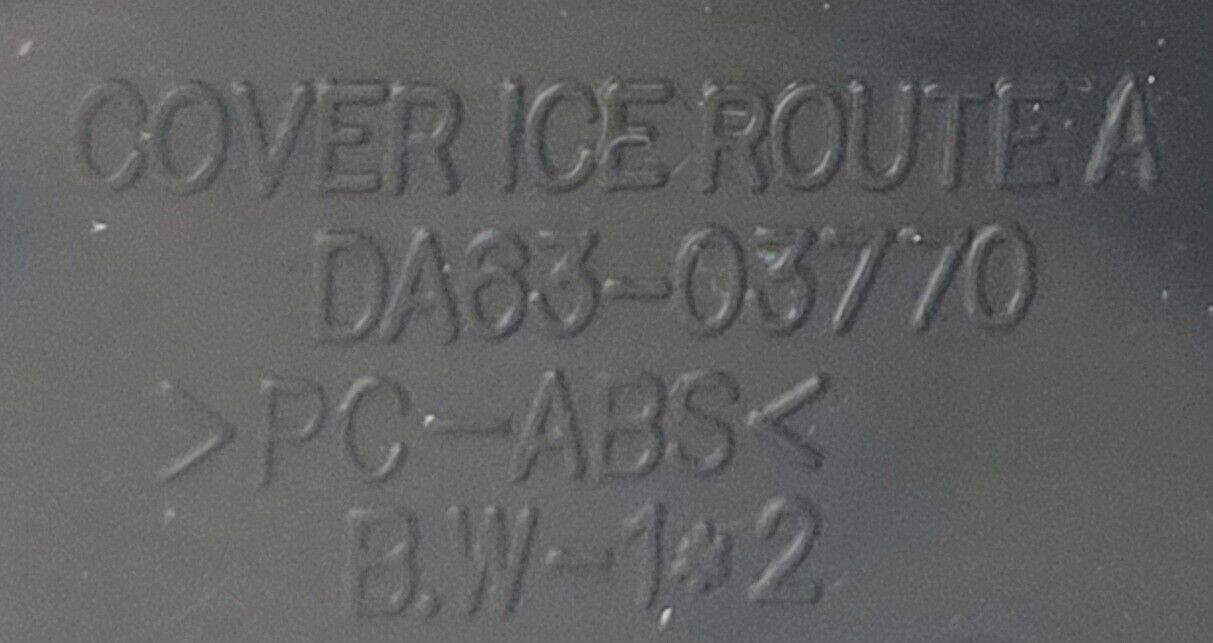 COVER ICE ROUTE A
DA63-03770
>PC-ABS<
B.W-1*2